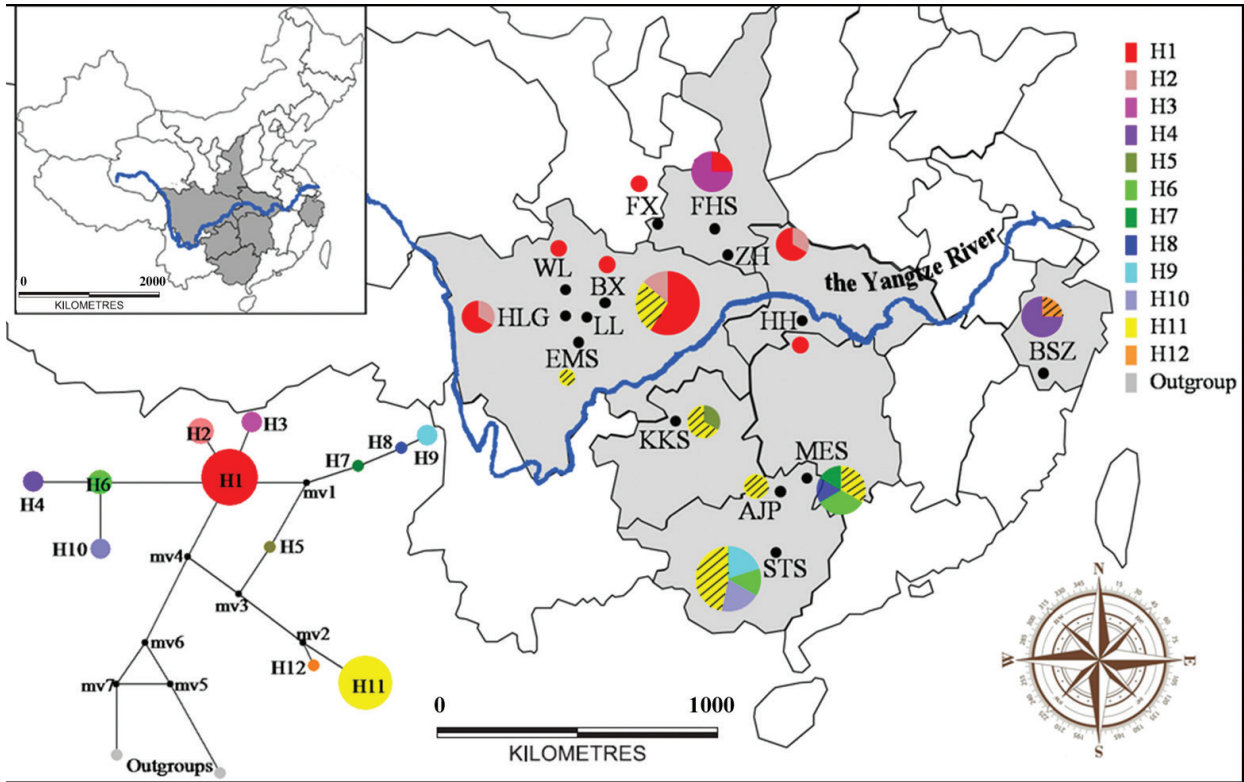 0 2000
KILOMETRES
H1
H2
H3
H4
H5
H6
H7
H8
H9
H10
H11
H12
Outgroup
FX
FHS
ZH
the Yangtze River
WL
BX
HLG
LL
EMS
HH
BSZ
KKS
MES
AJP
STS
H2
H3
H1
H8
H9
H7
mv1
H4
H6
H10
H5
mv4
mv3
mv2
mv6
H12
H11
mv7
mv5
Outgroups
0 1000
KILOMETRES
N
W
E
S